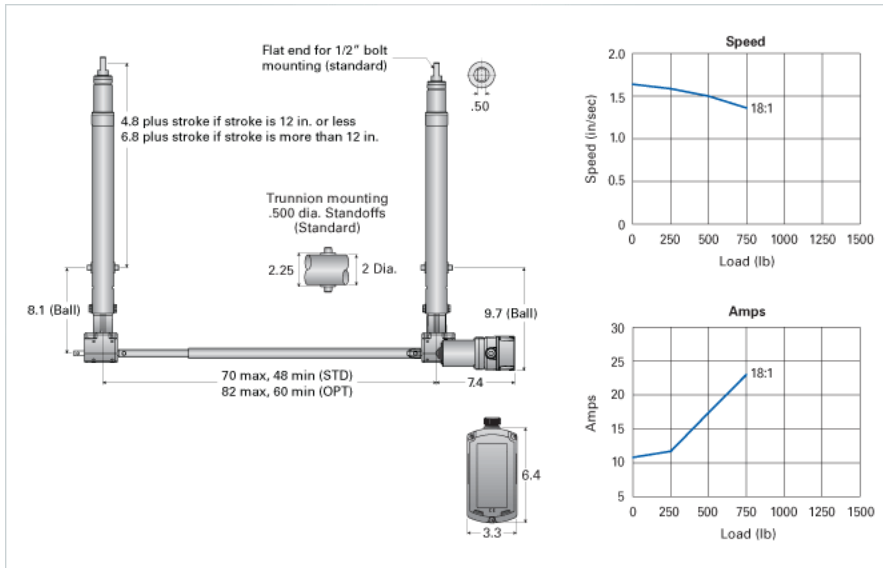 Flat end for 1/2” bolt
mounting (standard)
.50
4.8 plus stroke if stroke is 12 in. or less
6.8 plus stroke if stroke is more than 12 in.
Trunnion mounting
.500 dia. Standoffs
(Standard)
2.25
2 Dia.
8.1 (Ball)
9.7 (Ball)
70 max, 48 min (STD)
82 max, 60 min (OPT)
7.4
6.4
3.3
Speed
Speed (in/sec)
2.0
1.5
1.0
0.5
0
18:1
0 250 500 750 1000 1250 1500
Load (lb)
Amps
Amps
30
25
20
15
10
5
18:1
0 250 500 750 1000 1250 1500
Load (lb)